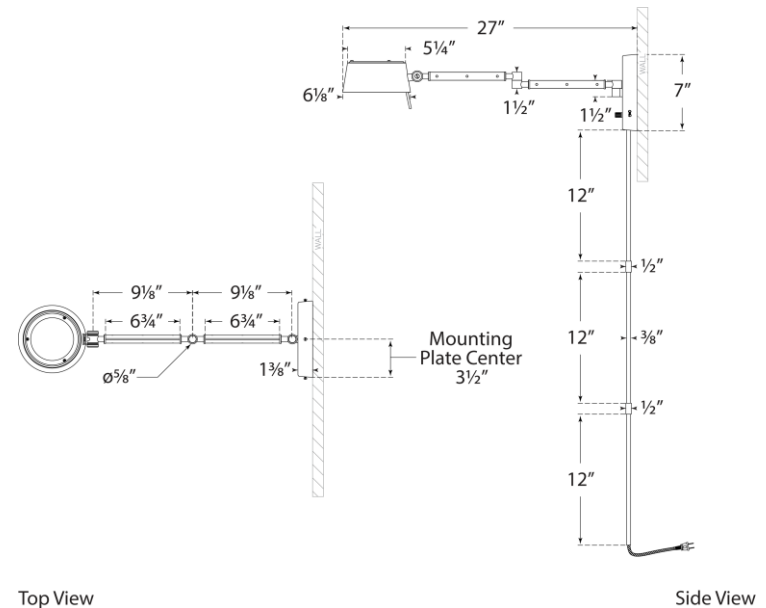 27″
5¼″
6⅛″
1½″
1½″
7″
WALL
12″
½″
12″
⅜″
½″
12″
WALL
9⅛″
9⅛″
6¾″
6¾″
ø⅝″
1⅜″
Mounting
Plate Center
3½″
Top View
Side View